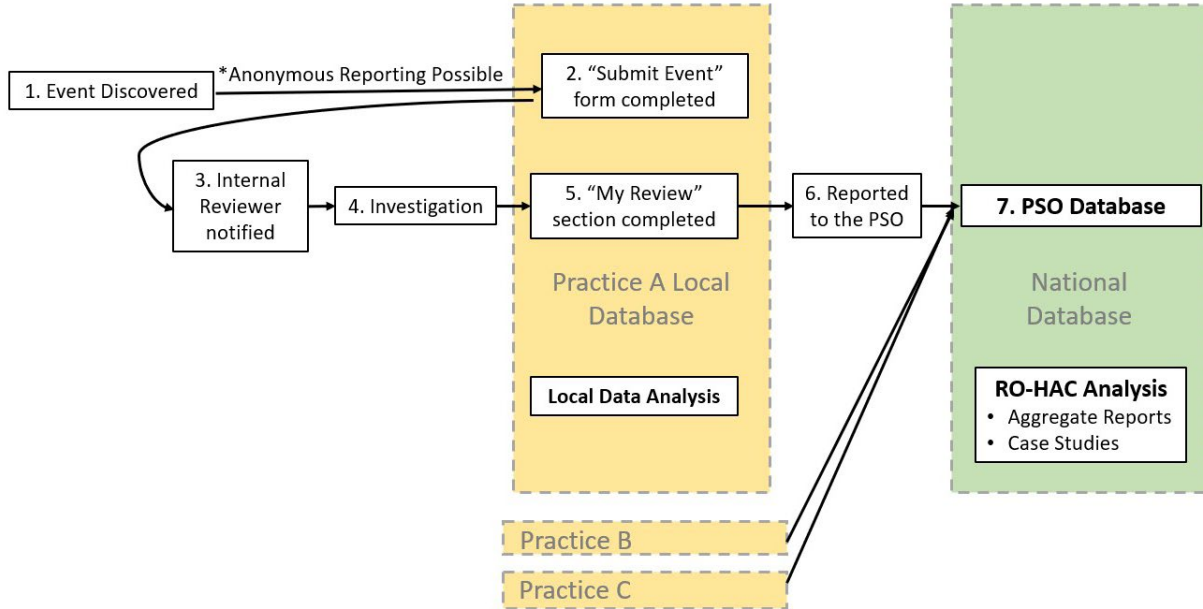 1. Event Discovered
*Anonymous Reporting Possible
2. “Submit Event”
form completed
3. Internal
Reviewer
notified
4. Investigation
5. “My Review”
section completed
6. Reported
to the PSO
7. PSO Database
Practice A Local
Database
National
Database
Local Data Analysis
RO-HAC Analysis
• Aggregate Reports
• Case Studies
Practice B
Practice C